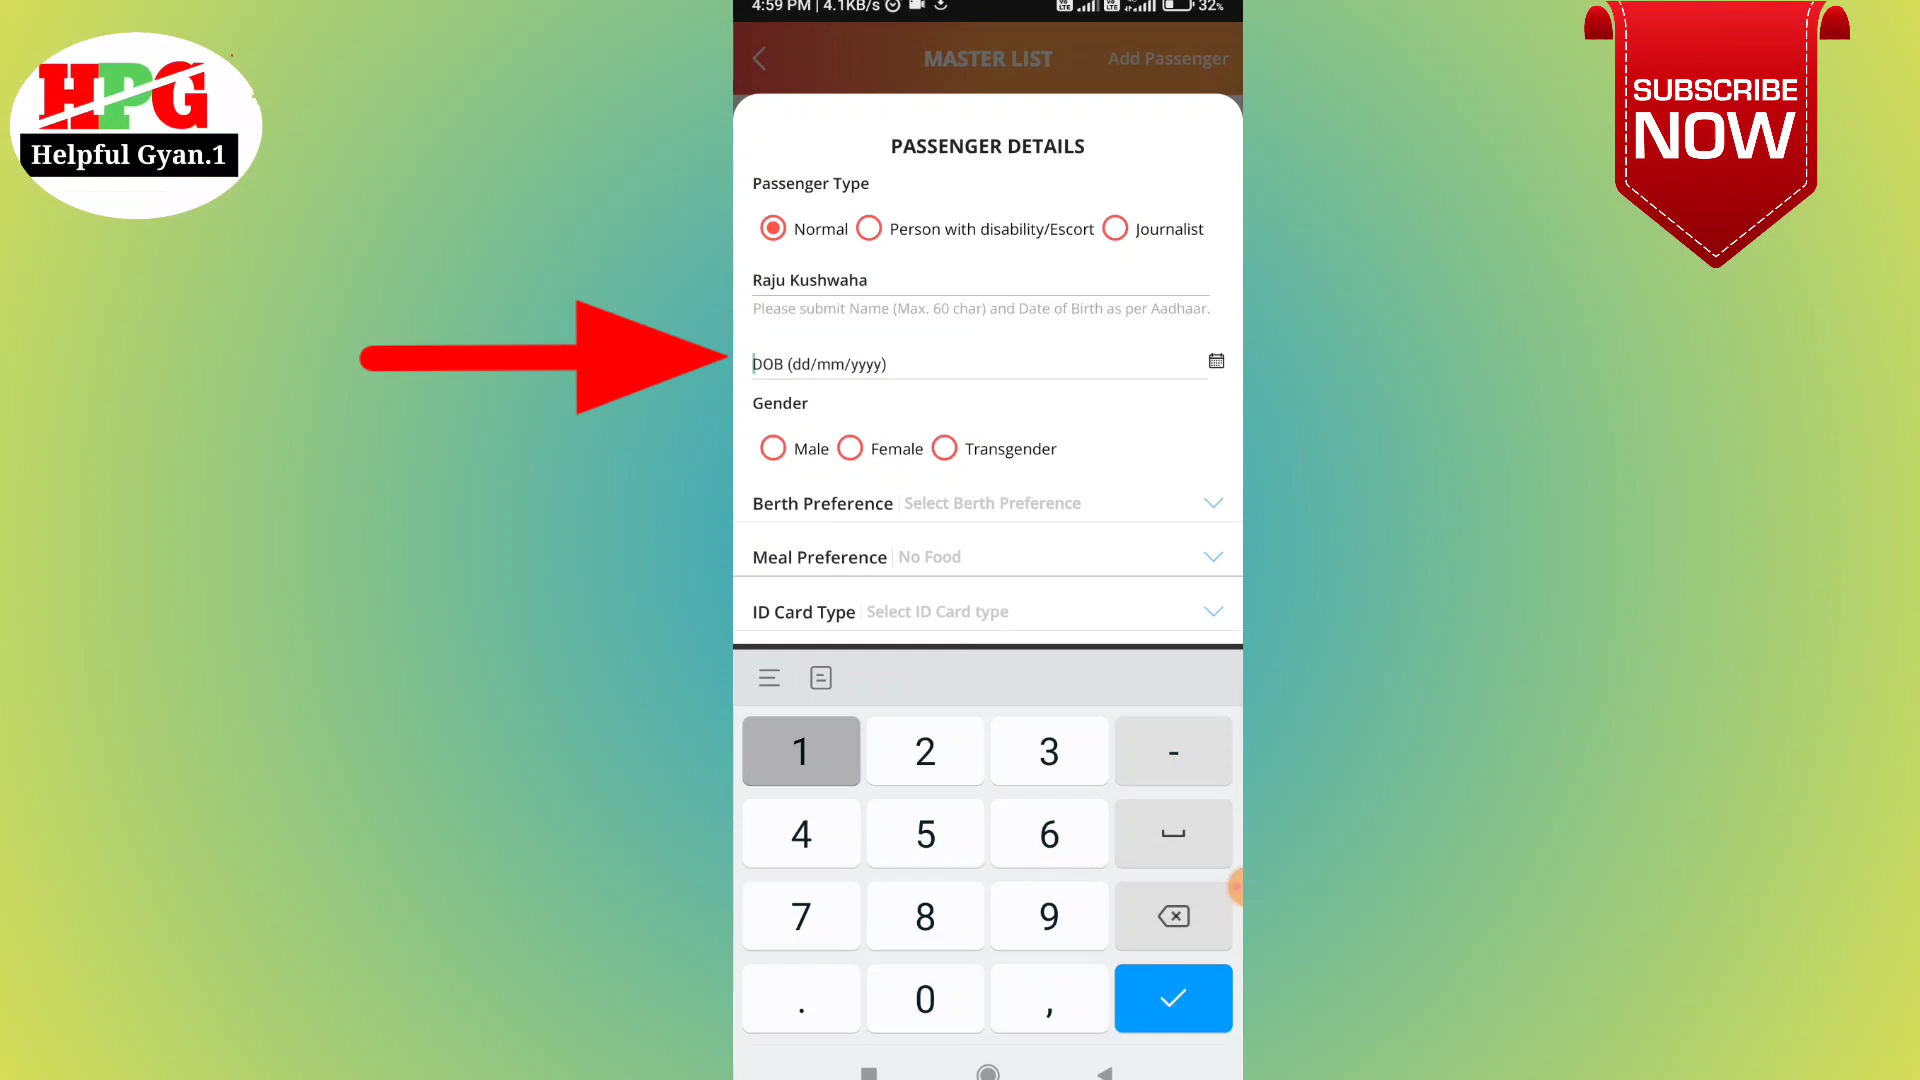 4:59 PM | 4.1KB/s
32%
HPG
Helpful Gyan.1
SUBSCRIBE
NOW
MASTER LIST
Add Passenger
PASSENGER DETAILS
Passenger Type
Normal
Person with disability/Escort
Journalist
Raju Kushwaha
Please submit Name (Max. 60 char) and Date of Birth as per Aadhaar.
DOB (dd/mm/yyyy)
Gender
Male
Female
Transgender
Berth Preference Select Berth Preference
Meal Preference No Food
ID Card Type Select ID Card type
1 2 3 -
4 5 6
7 8 9
. 0 ,